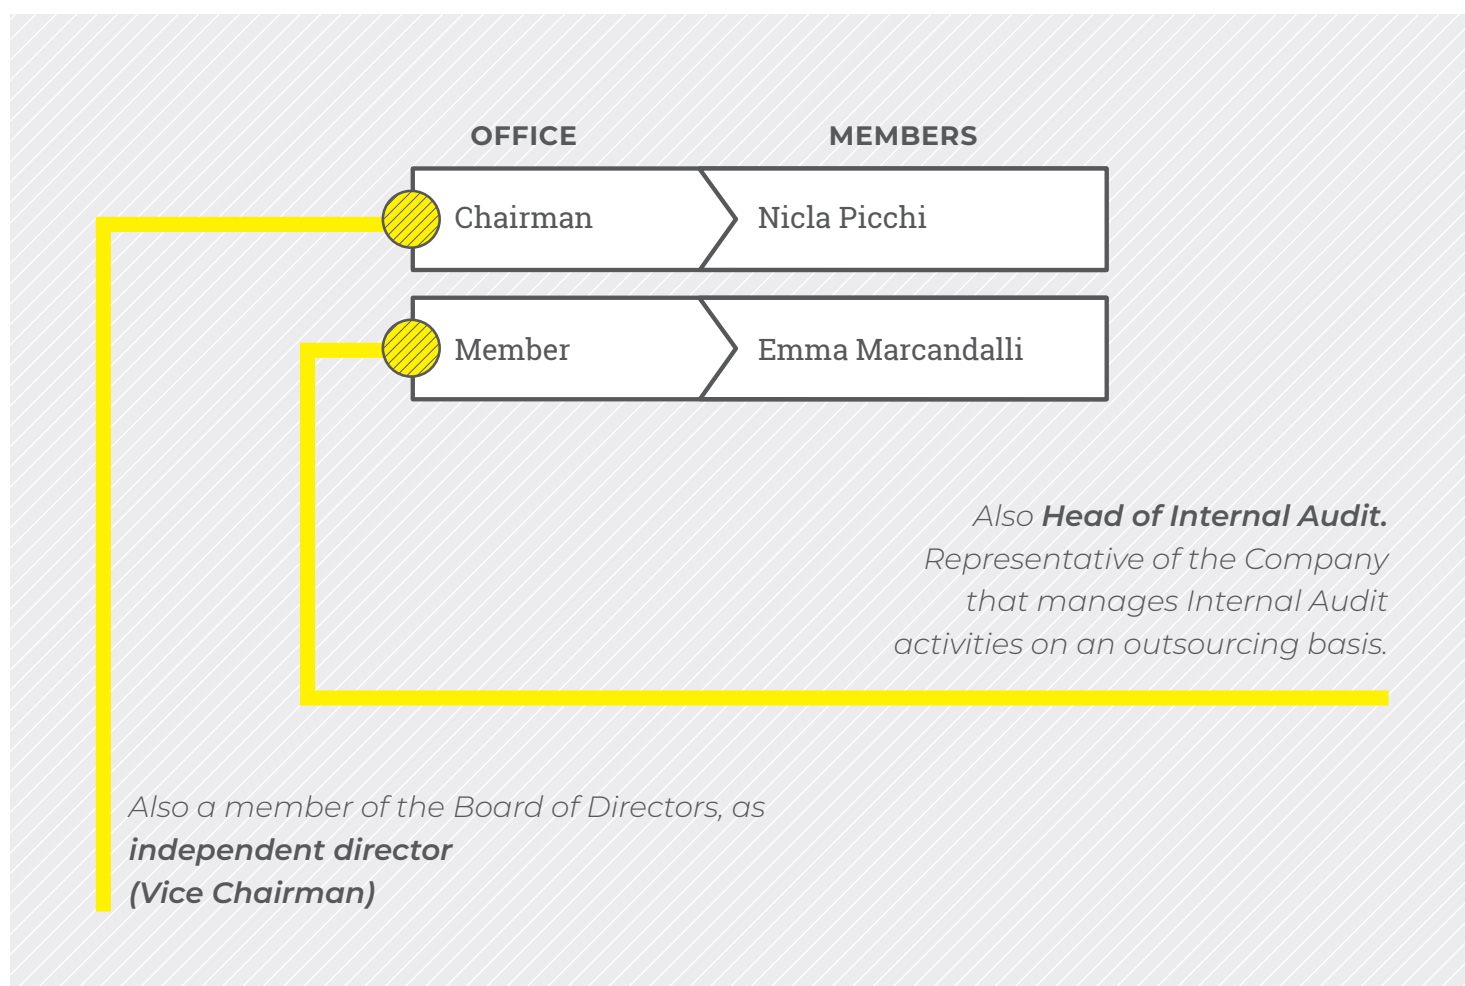 OFFICE MEMBERS
Chairman Nicla Picchi
Member Emma Marcandalli
Also Head of Internal Audit.
Representative of the Company
that manages Internal Audit
activities on an outsourcing basis.
Also a member of the Board of Directors, as
independent director
(Vice Chairman)